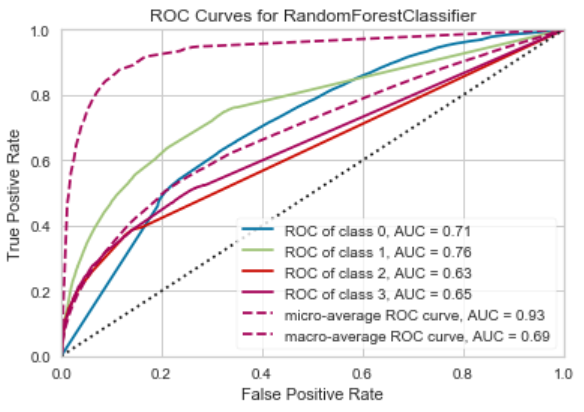 ROC Curves for RandomForestClassifier
1.0
0.8
0.6
0.4
0.2
0.0
True Postive Rate
ROC of class 0, AUC = 0.71
ROC of class 1, AUC = 0.76
ROC of class 2, AUC = 0.63
ROC of class 3, AUC = 0.65
micro-average ROC curve, AUC = 0.93
macro-average ROC curve, AUC = 0.69
0.0 0.2 0.4 0.6 0.8 1.0
False Positive Rate